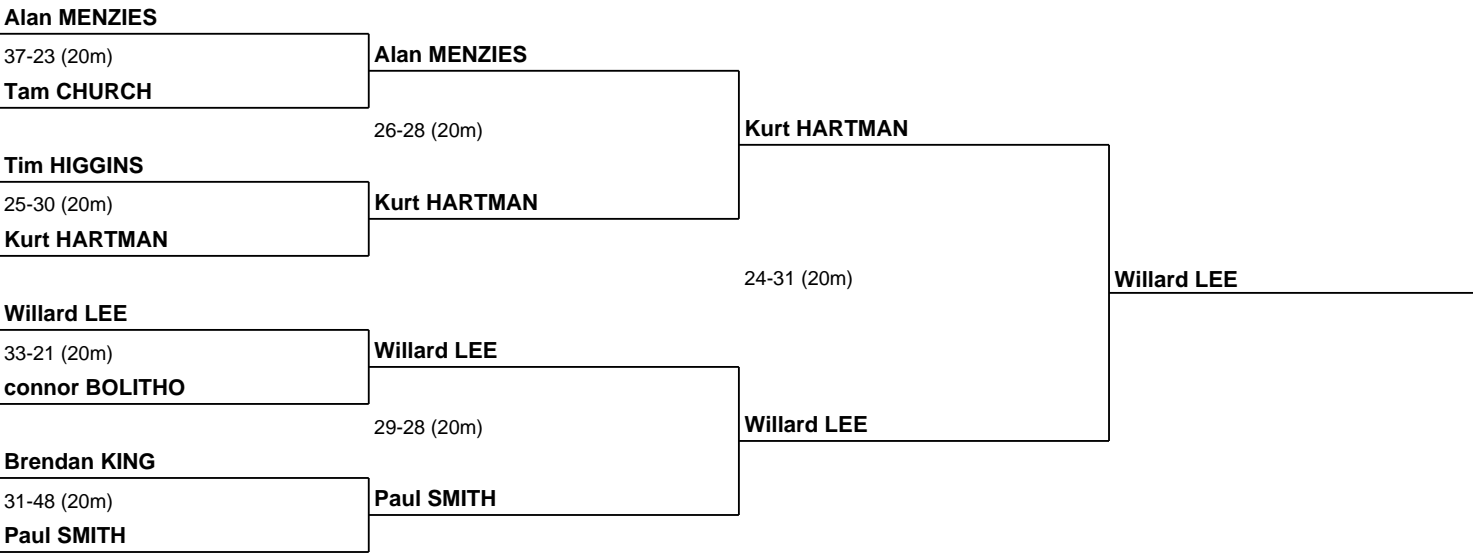 Alan MENZIES
37-23 (20m)
Alan MENZIES
Tam CHURCH
26-28 (20m)
Kurt HARTMAN
Tim HIGGINS
25-30 (20m)
Kurt HARTMAN
Kurt HARTMAN
24-31 (20m)
Willard LEE
Willard LEE
33-21 (20m)
Willard LEE
connor BOLITHO
29-28 (20m)
Willard LEE
Brendan KING
31-48 (20m)
Paul SMITH
Paul SMITH